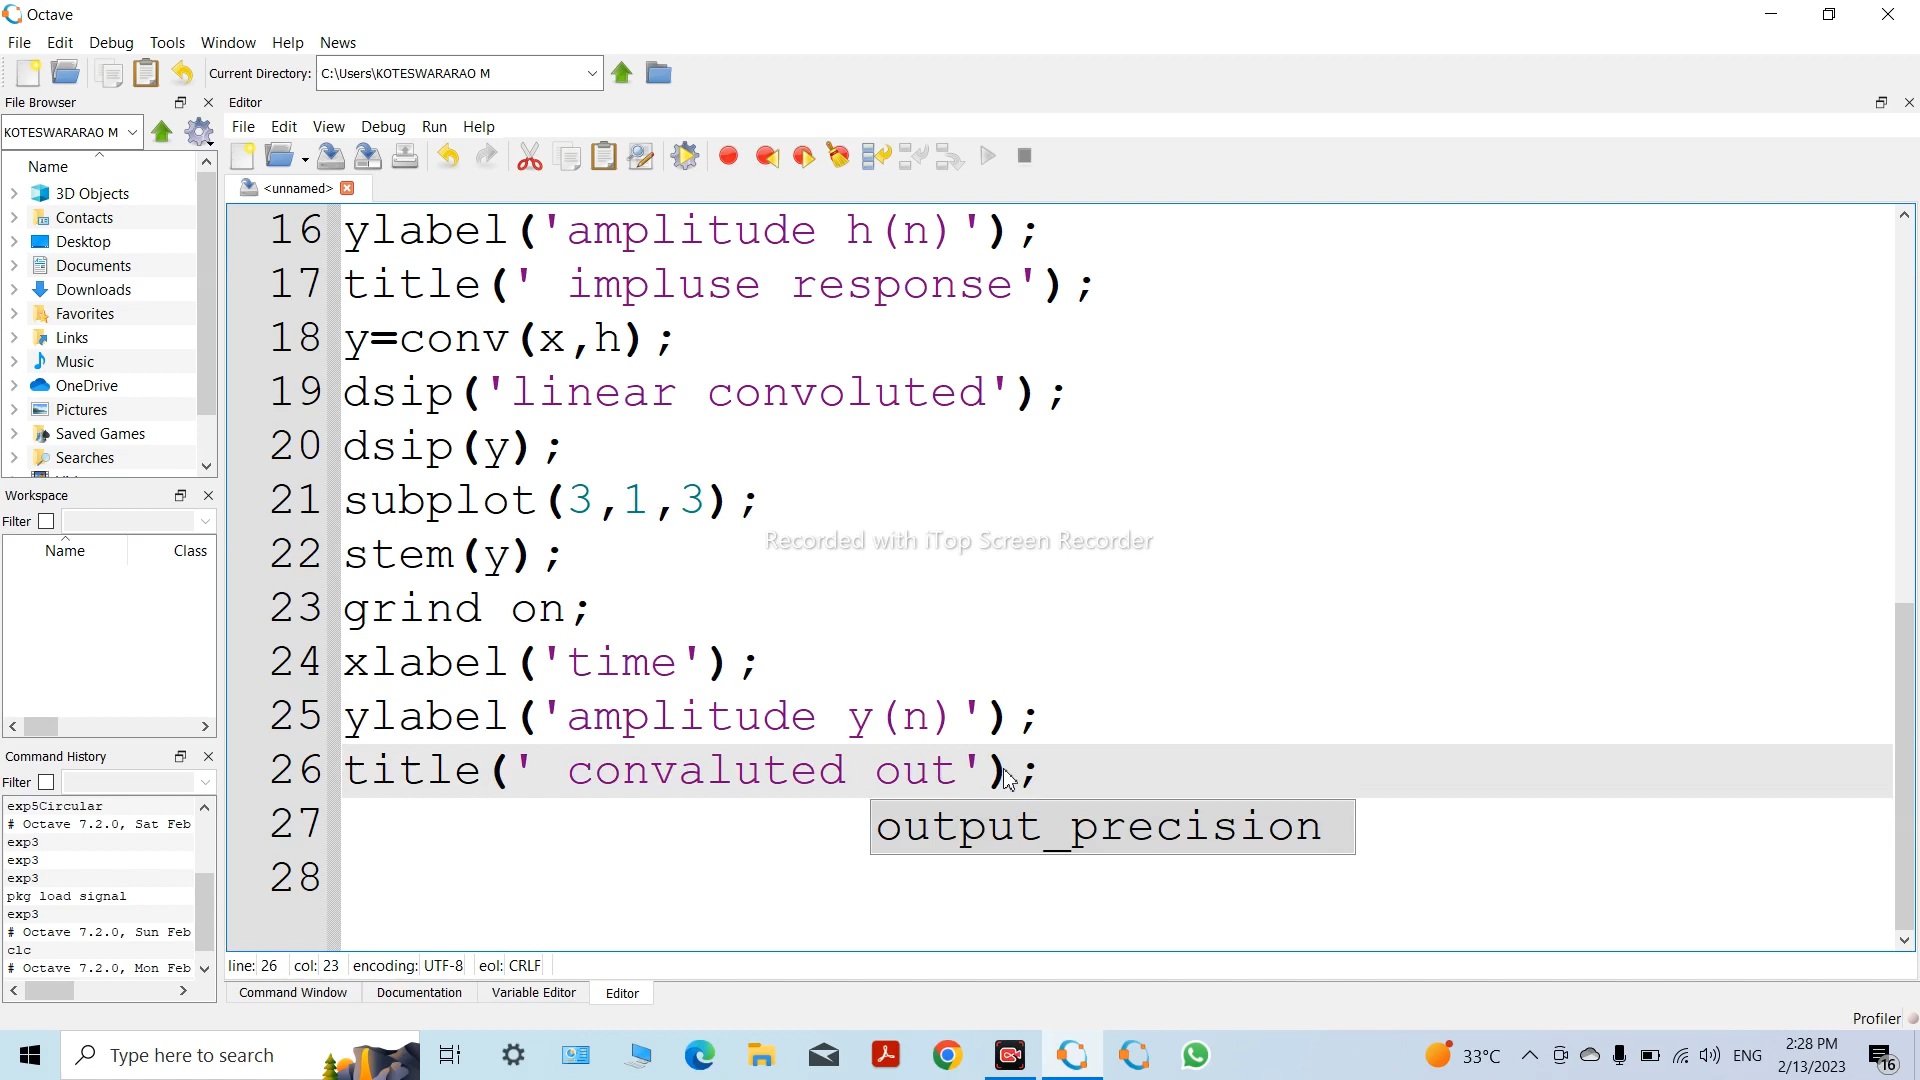 Octave
File Edit Debug Tools Window Help News
Current Directory: C:\Users\KOTESWARARAO M
File Browser
Editor
KOTESWARARAO M
File Edit View Debug Run Help
Name
<unnamed>
3D Objects
Contacts
Desktop
Documents
Downloads
Favorites
Links
Music
OneDrive
Pictures
Saved Games
Searches
16 ylabel('amplitude h(n)');
17 title(' impluse response');
18 y=conv(x,h);
19 dsip('linear convoluted');
20 dsip(y);
21 subplot(3,1,3);
22 stem(y);
23 grind on;
24 xlabel('time');
25 ylabel('amplitude y(n)');
26 title(' convaluted out');
27
28
output_precision
Recorded with iTop Screen Recorder
Workspace
Filter
Name Class
Command History
Filter
exp5Circular
# Octave 7.2.0, Sat Feb
exp3
exp3
exp3
pkg load signal
exp3
# Octave 7.2.0, Sun Feb
clc
# Octave 7.2.0, Mon Feb
line: 26 col: 23 encoding: UTF-8 eol: CRLF
Command Window Documentation Variable Editor Editor
Profiler
Type here to search
33°C
ENG
2:28 PM
2/13/2023
16